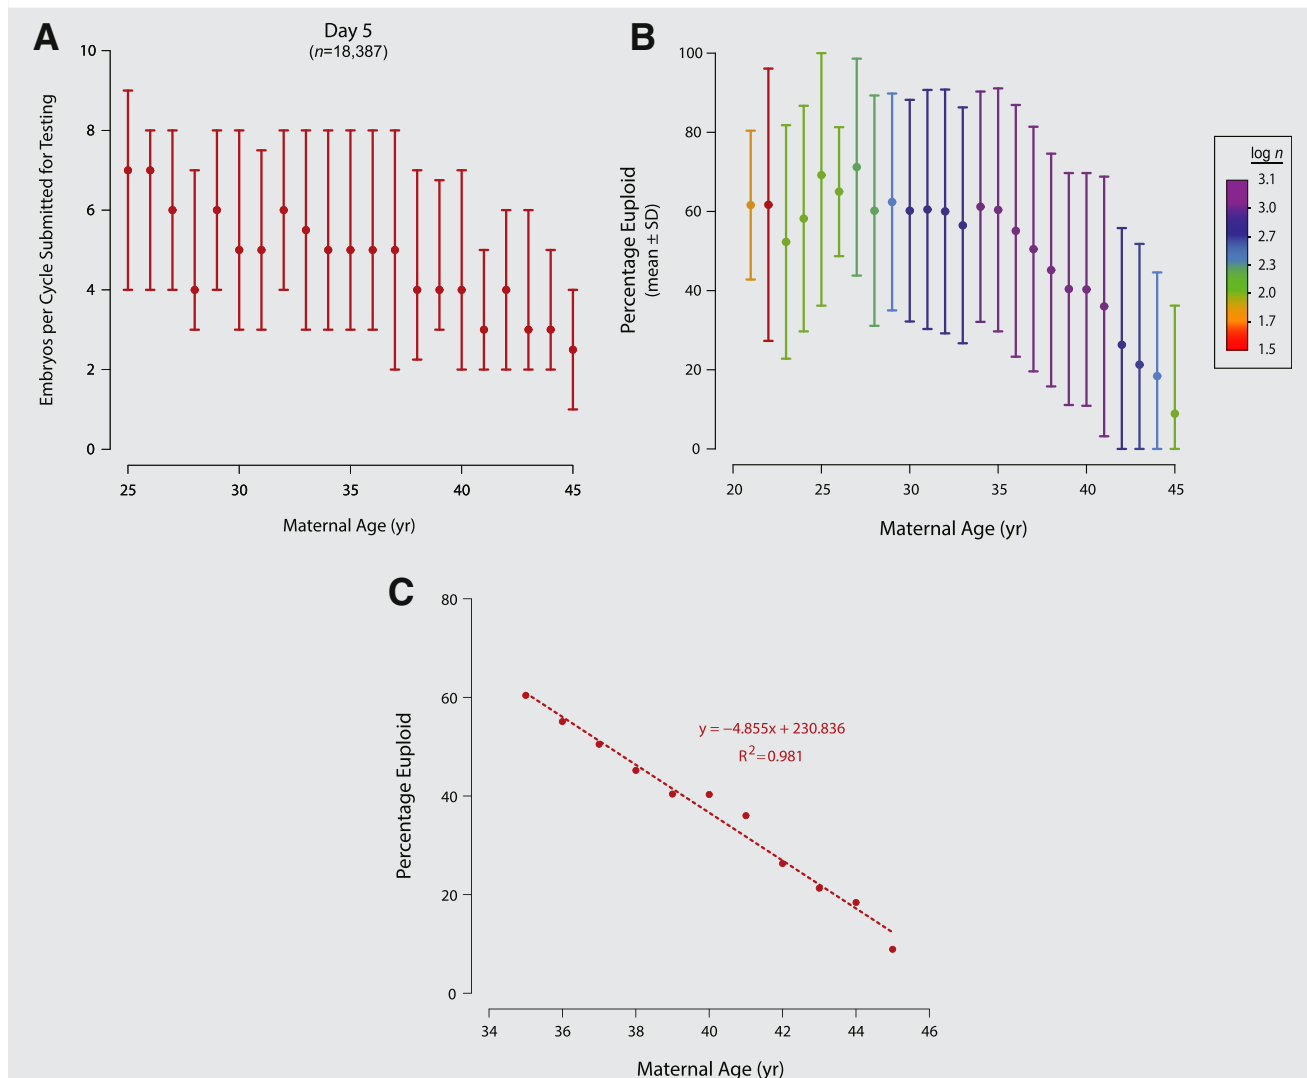 A
Day 5
(n=18,387)
Embryos per Cycle Submitted for Testing
10
8
6
4
2
0
25 30 35 40 45
Maternal Age (yr)
B
Percentage Euploid
(mean ± SD)
100
80
60
40
20
0
20 25 30 35 40 45
Maternal Age (yr)
log n
3.1
3.0
2.7
2.3
2.0
1.7
1.5
C
Percentage Euploid
80
60
40
20
0
y = −4.855x + 230.836
R²=0.981
34 36 38 40 42 44 46
Maternal Age (yr)